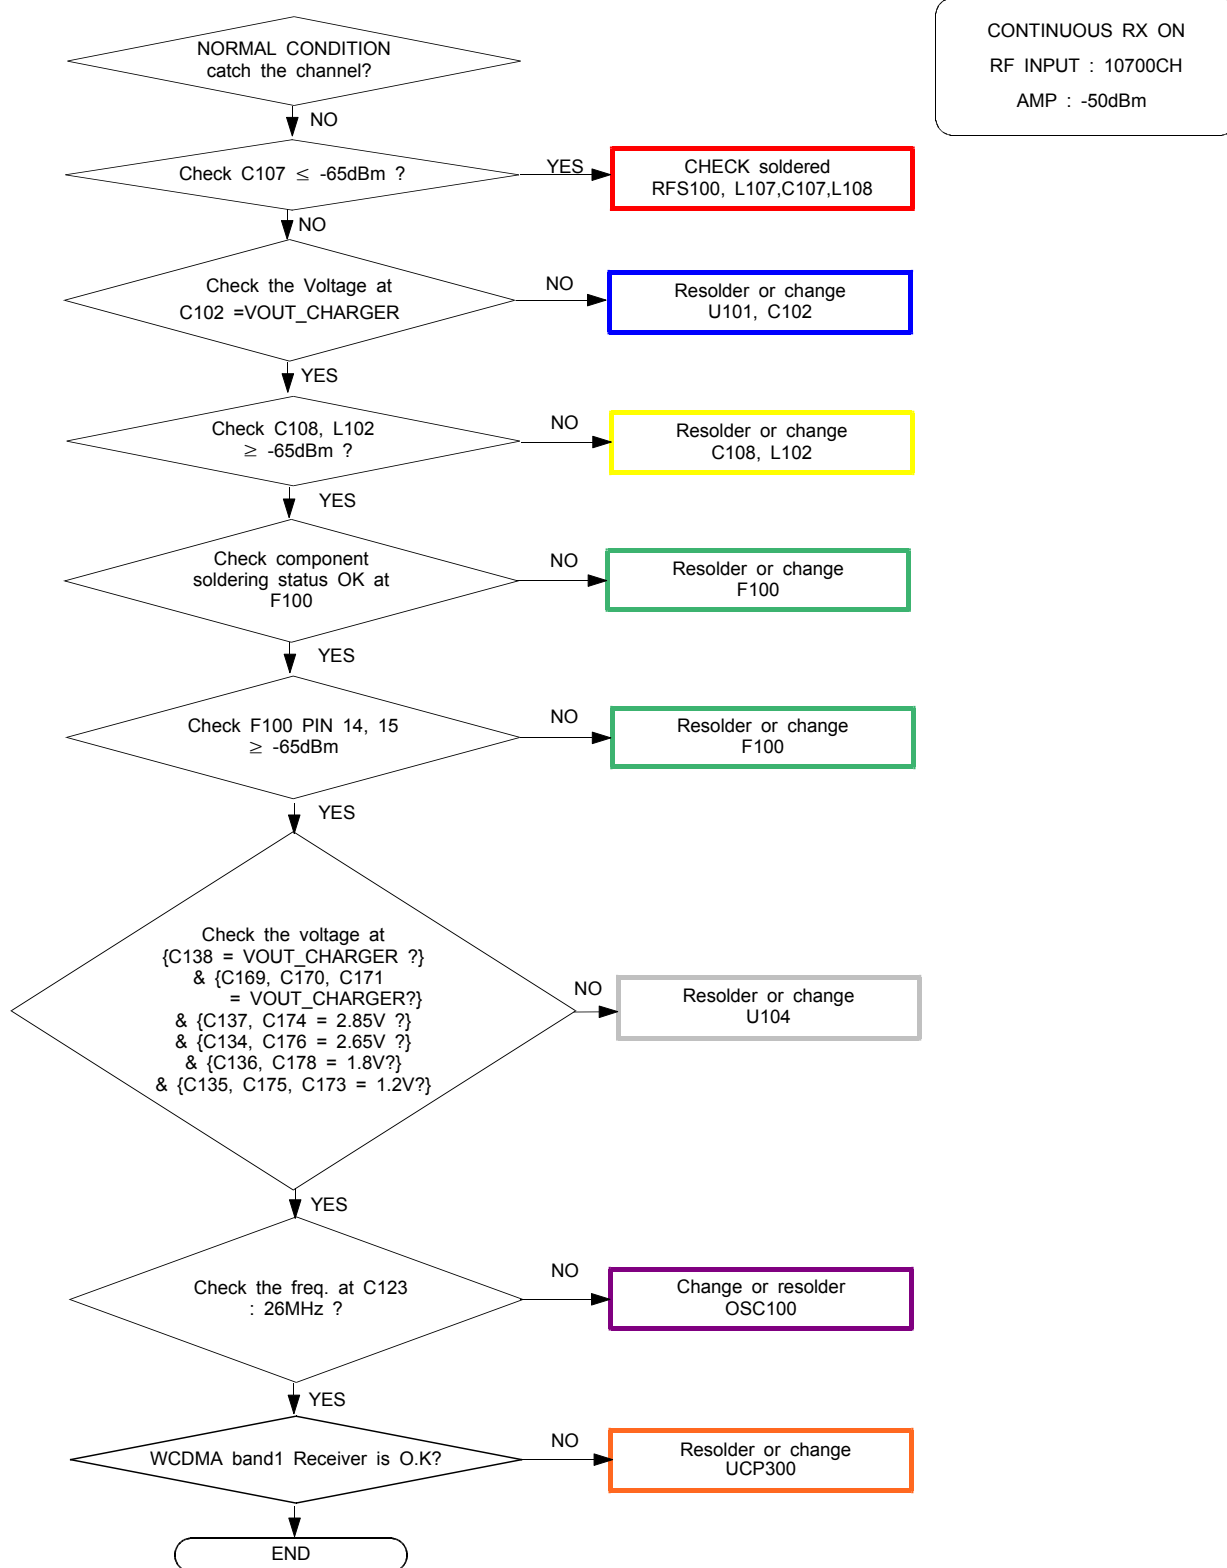 CONTINUOUS RX ON
RF INPUT : 10700CH
AMP : -50dBm
NORMAL CONDITION
catch the channel?
NO
Check C107 ≤ -65dBm ?
YES
CHECK soldered
RFS100, L107,C107,L108
NO
Check the Voltage at
C102 =VOUT_CHARGER
NO
Resolder or change
U101, C102
YES
Check C108, L102
≥ -65dBm ?
NO
Resolder or change
C108, L102
YES
Check component
soldering status OK at
F100
NO
Resolder or change
F100
YES
Check F100 PIN 14, 15
≥ -65dBm
NO
Resolder or change
F100
YES
Check the voltage at
{C138 = VOUT_CHARGER ?}
& {C169, C170, C171
= VOUT_CHARGER?}
& {C137, C174 = 2.85V ?}
& {C134, C176 = 2.65V ?}
& {C136, C178 = 1.8V?}
& {C135, C175, C173 = 1.2V?}
NO
Resolder or change
U104
YES
Check the freq. at C123
: 26MHz ?
NO
Change or resolder
OSC100
YES
WCDMA band1 Receiver is O.K?
NO
Resolder or change
UCP300
END